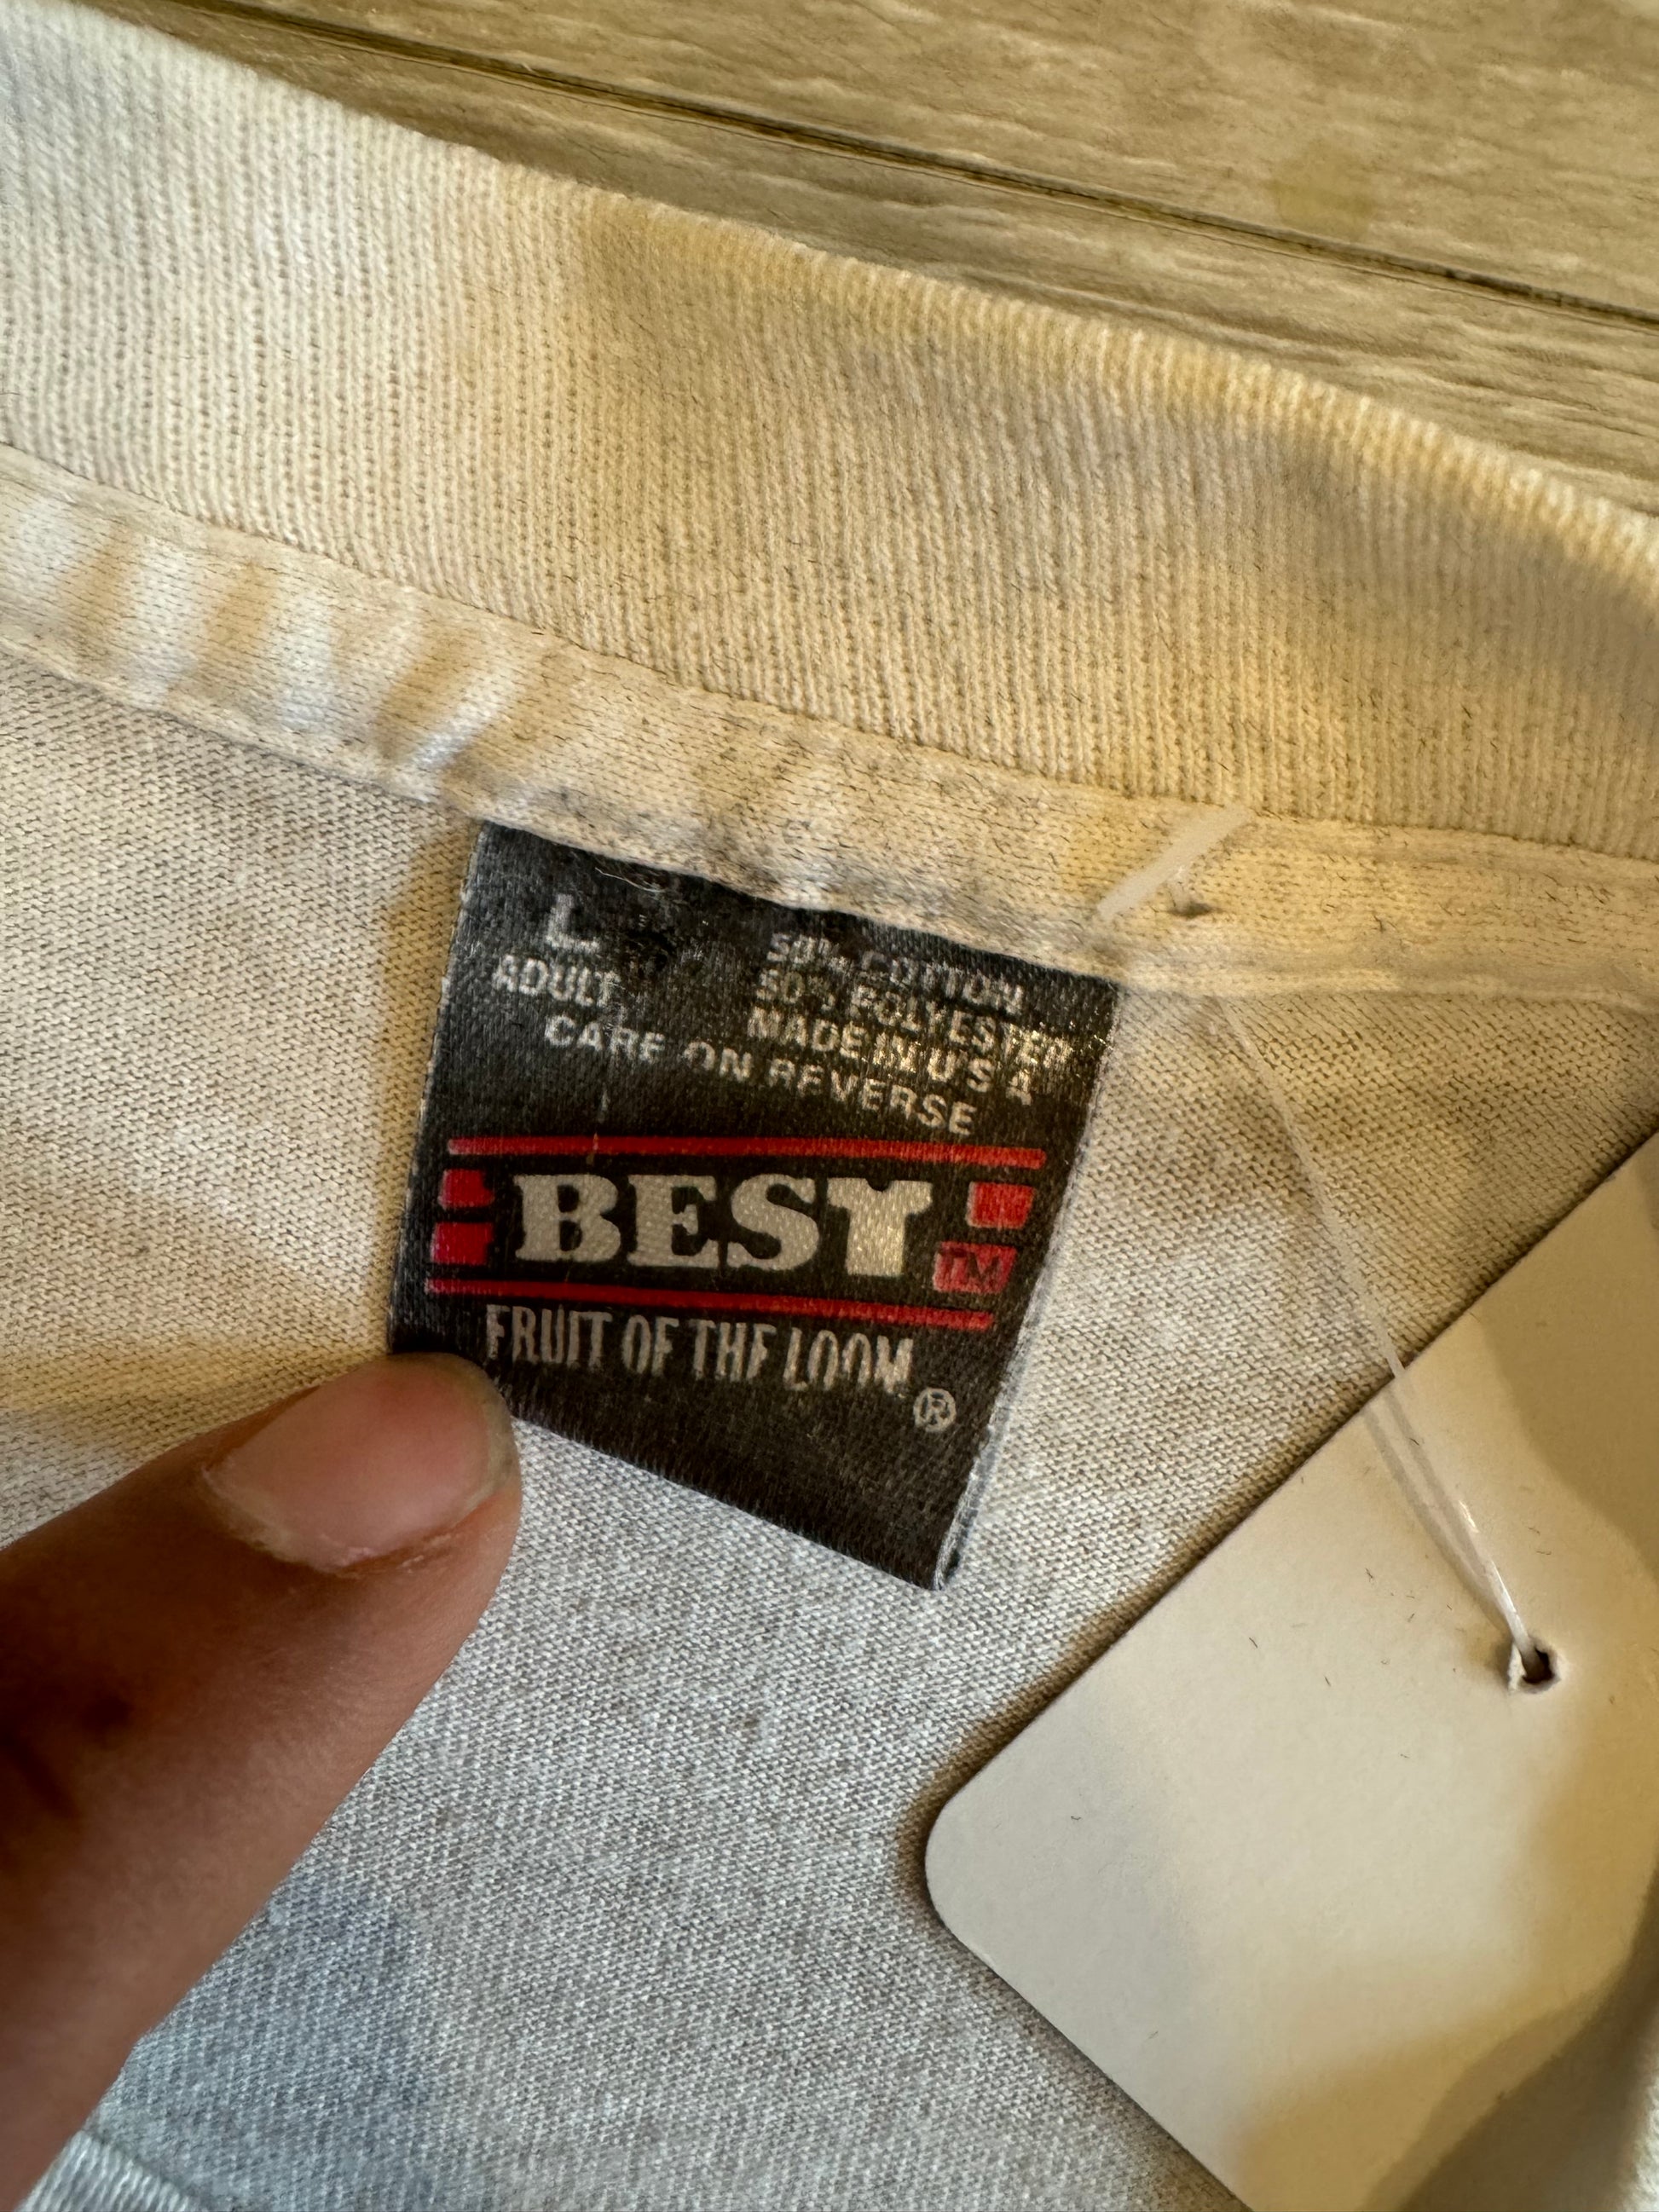 L
ADULT
50% COTTON
50% POLYESTER
MADE IN U S A
CARE ON REVERSE
BEST
TM
FRUIT OF THE LOOM
®